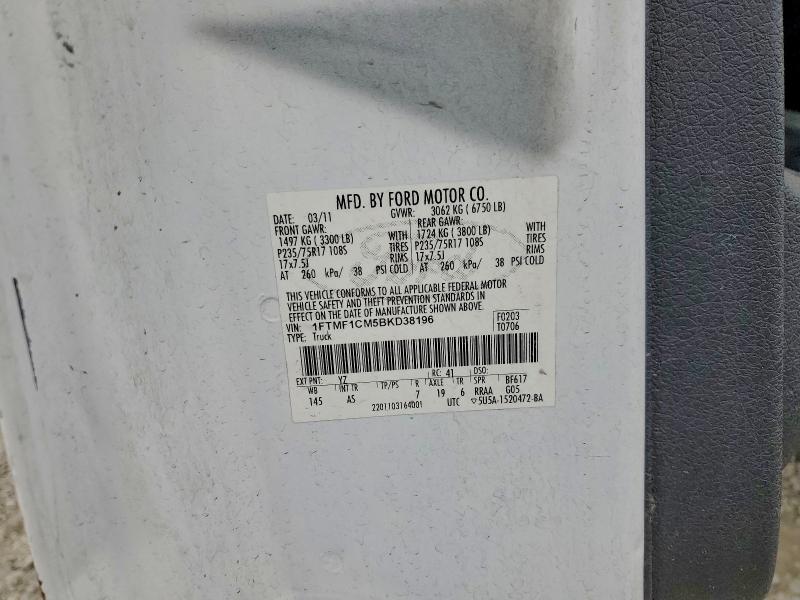 MFD. BY FORD MOTOR CO.
DATE: 03/11 GVWR: 3062 KG ( 6750 LB)
FRONT GAWR: REAR GAWR:
1497 KG ( 3300 LB) WITH 1724 KG ( 3800 LB) WITH
P235/75R17 108S TIRES P235/75R17 108S TIRES
17x7.5J RIMS 17x7.5J RIMS
AT 260 kPa/ 38 PSI COLD AT 260 kPa/ 38 PSI COLD
THIS VEHICLE CONFORMS TO ALL APPLICABLE FEDERAL MOTOR
VEHICLE SAFETY AND THEFT PREVENTION STANDARDS IN
EFFECT ON THE DATE OF MANUFACTURE SHOWN ABOVE.
VIN: 1FTMF1CM5BKD38196 F0203
TYPE: Truck T0706
EXT PNT: YZ RC: 41 DSO:
WB INT TR TP/PS R AXLE TR SPR BF617
145 AS 7 19 6 RRAA G05
2201103164001 UTC ▽5U5A-1520472-BA